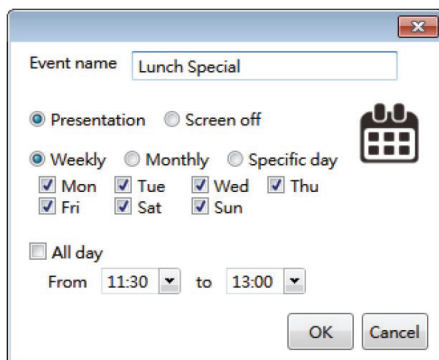 Event name Lunch Special
Presentation Screen off
Weekly Monthly Specific day
Mon Tue Wed Thu
Fri Sat Sun
All day
From 11:30 to 13:00
OK Cancel